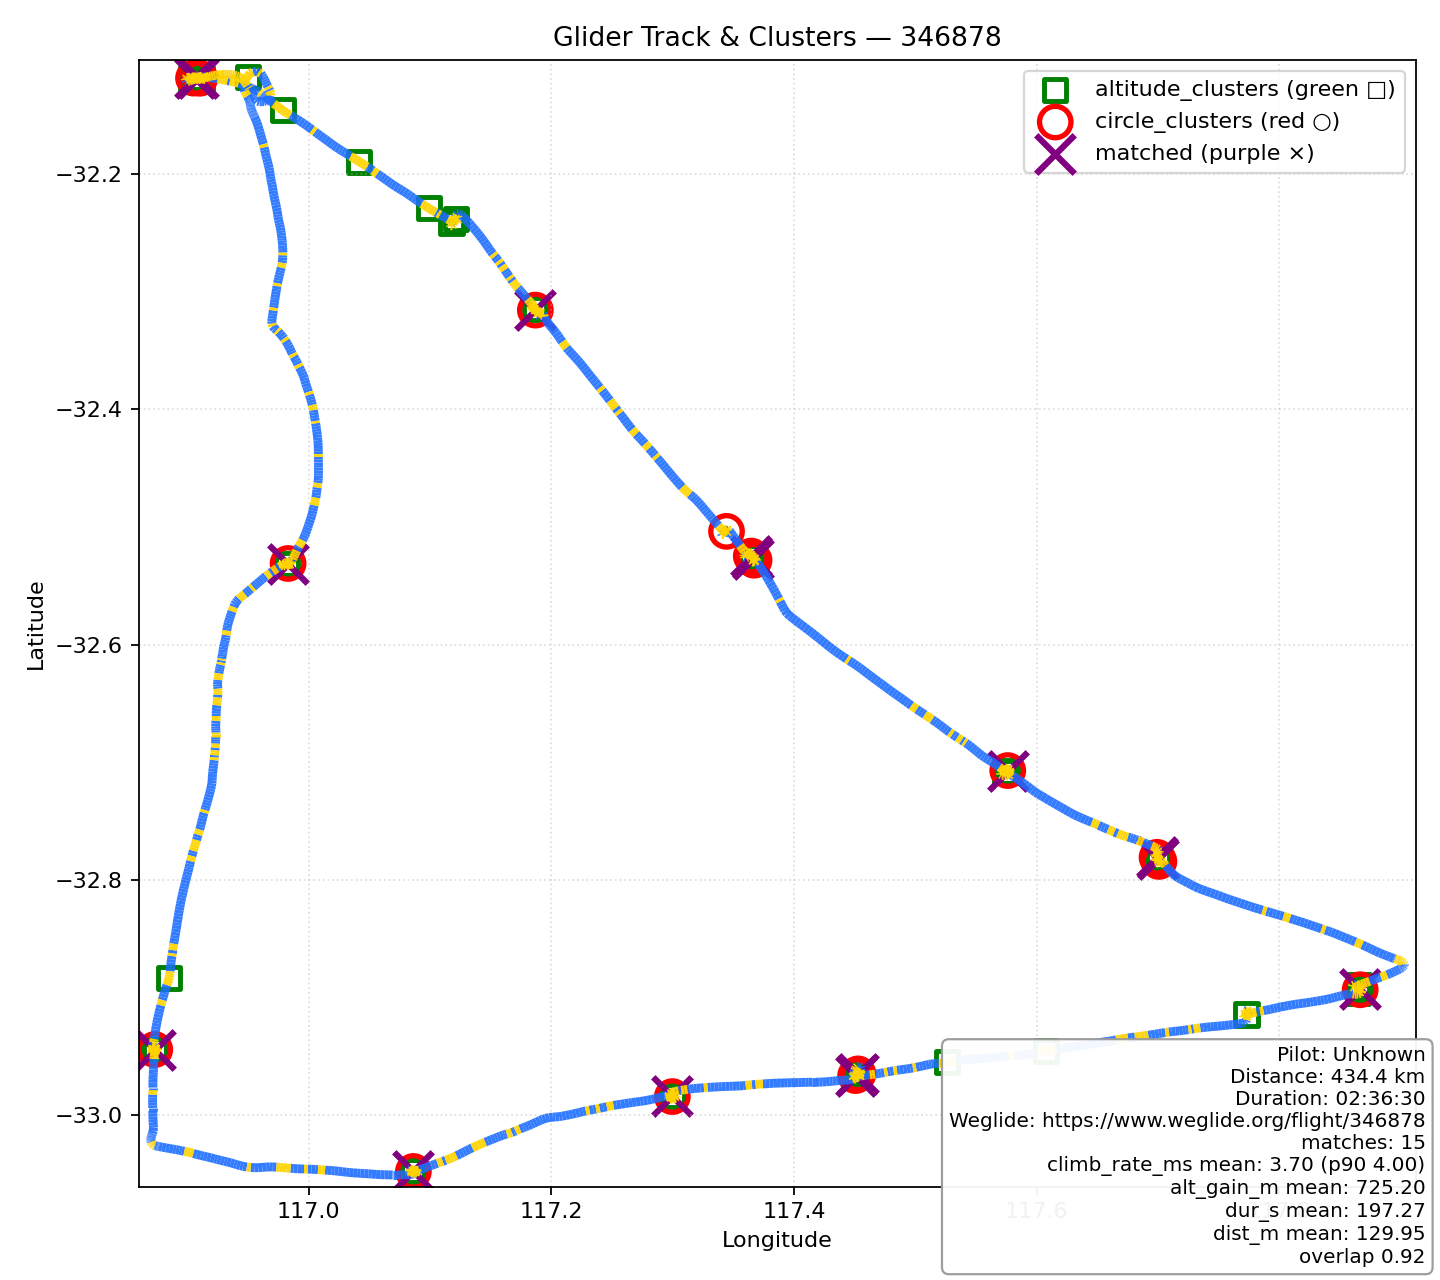 Glider Track & Clusters — 346878
altitude_clusters (green □)
circle_clusters (red ○)
matched (purple ×)
Latitude
−32.2
−32.4
−32.6
−32.8
−33.0
117.0
117.2
117.4
117.6
Longitude
Pilot: Unknown
Distance: 434.4 km
Duration: 02:36:30
Weglide: https://www.weglide.org/flight/346878
matches: 15
climb_rate_ms mean: 3.70 (p90 4.00)
alt_gain_m mean: 725.20
dur_s mean: 197.27
dist_m mean: 129.95
overlap 0.92